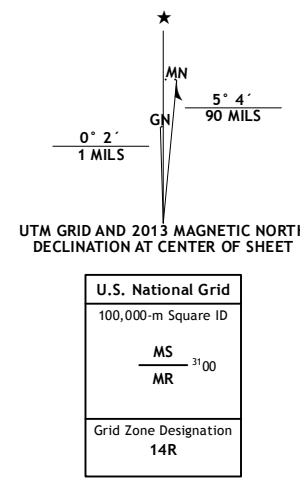 ★
MN
5° 4´
90 MILS
GN
0° 2´
1 MILS
UTM GRID AND 2013 MAGNETIC NORTH
DECLINATION AT CENTER OF SHEET
U.S. National Grid
100,000-m Square ID
MS
3100
MR
Grid Zone Designation
14R